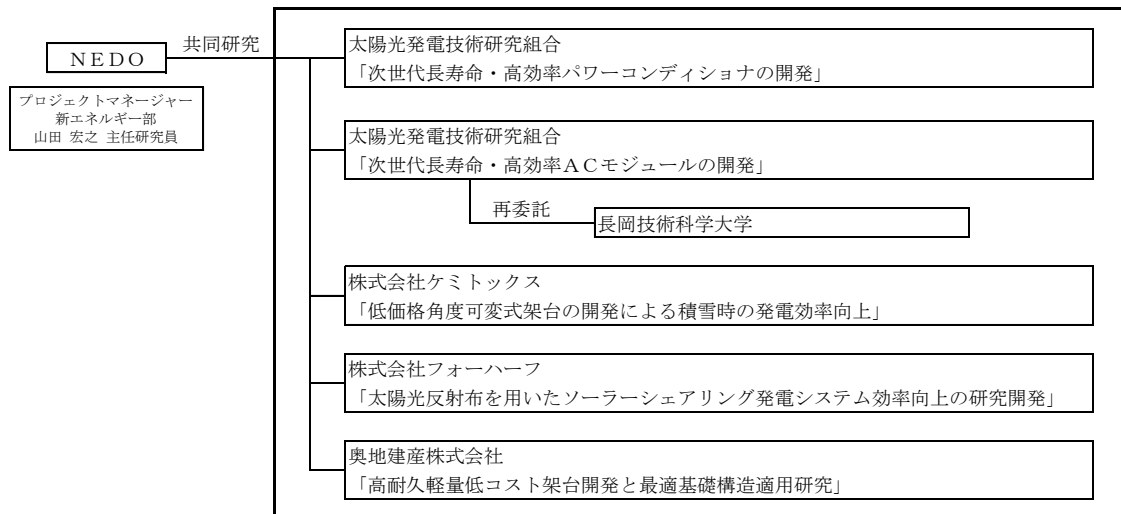 NEDO
共同研究
プロジェクトマネージャー
新エネルギー部
山田 宏之 主任研究員
太陽光発電技術研究組合
「次世代長寿命・高効率パワーコンディショナの開発」
太陽光発電技術研究組合
「次世代長寿命・高効率ACモジュールの開発」
再委託
長岡技術科学大学
株式会社ケミトックス
「低価格角度可変式架台の開発による積雪時の発電効率向上」
株式会社フォーハーフ
「太陽光反射布を用いたソーラーシェアリング発電システム効率向上の研究開発」
奥地建産株式会社
「高耐久軽量低コスト架台開発と最適基礎構造適用研究」